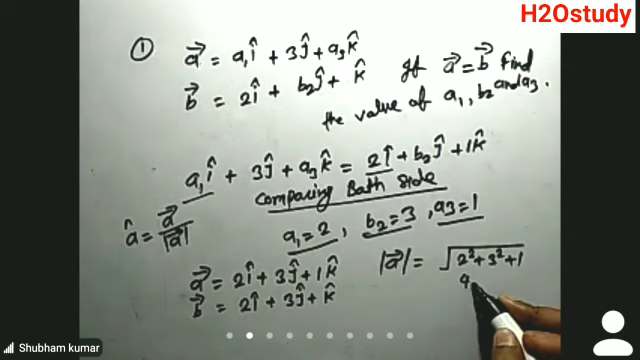 H2Ostudy
① a⃗ = a₁î + 3ĵ + a₃k̂
b⃗ = 2î + b₂ĵ + k̂
If a⃗ = b⃗ find
the value of a₁, b₂ and a₃.
a₁î + 3ĵ + a₃k̂ = 2î + b₂ĵ + 1k̂
Comparing Bath Side
â = a⃗/|a⃗|
a₁ = 2, b₂ = 3, a3 = 1
a⃗ = 2î + 3ĵ + 1k̂
b⃗ = 2î + 3ĵ + k̂
|a⃗| = √2² + 3² + 1
4
Shubham kumar